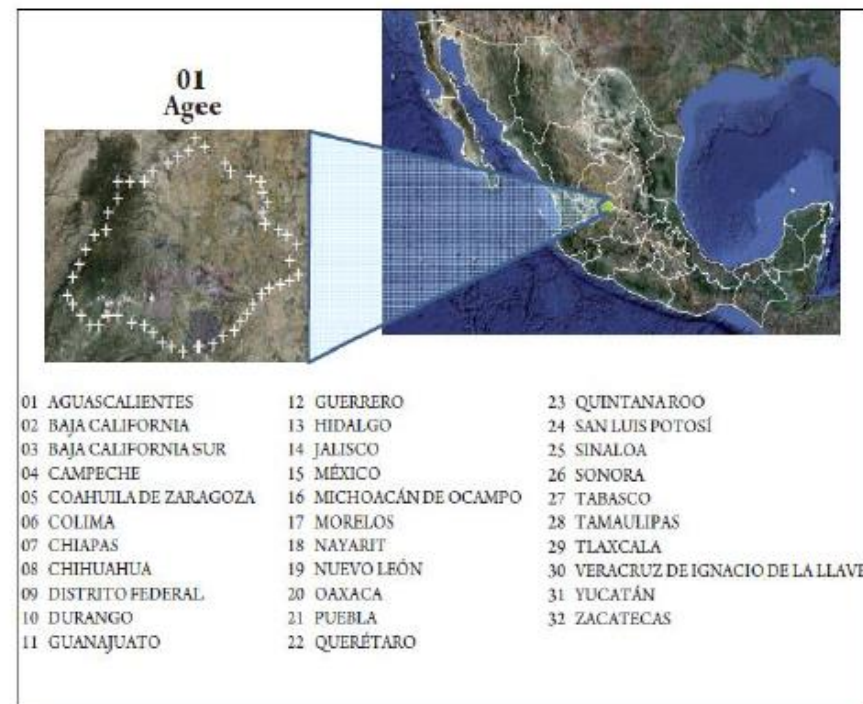 01
Agee
01 AGUASCALIENTES
02 BAJA CALIFORNIA
03 BAJA CALIFORNIA SUR
04 CAMPECHE
05 COAHUILA DE ZARAGOZA
06 COLIMA
07 CHIAPAS
08 CHIHUAHUA
09 DISTRITO FEDERAL
10 DURANGO
11 GUANAJUATO
12 GUERRERO
13 HIDALGO
14 JALISCO
15 MÉXICO
16 MICHOACÁN DE OCAMPO
17 MORELOS
18 NAYARIT
19 NUEVO LEÓN
20 OAXACA
21 PUEBLA
22 QUERÉTARO
23 QUINTANA ROO
24 SAN LUIS POTOSÍ
25 SINALOA
26 SONORA
27 TABASCO
28 TAMAULIPAS
29 TLAXCALA
30 VERACRUZ DE IGNACIO DE LA LLAVE
31 YUCATÁN
32 ZACATECAS